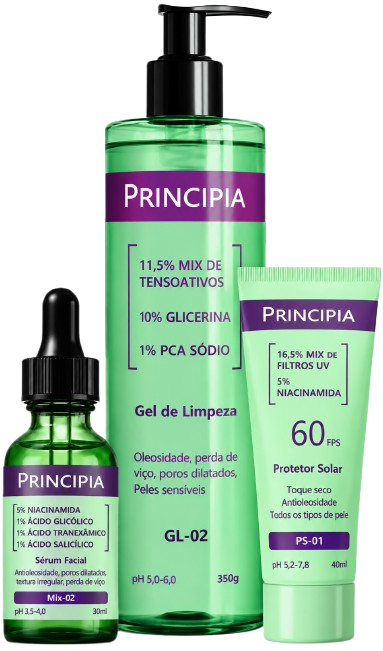 PRINCIPIA
11,5% MIX DE
TENSOATIVOS
10% GLICERINA
1% PCA SÓDIO
Gel de Limpeza
Oleosidade, perda de
viço, poros dilatados,
Peles sensíveis
GL-02
pH 5,0-6,0 350g
PRINCIPIA
16,5% MIX DE
FILTROS UV
5%
NIACINAMIDA
60 FPS
Protetor Solar
Toque seco
Antioleosidade
Todos os tipos de pele
PS-01
pH 5,2-7,8 40ml
PRINCIPIA
5% NIACINAMIDA
1% ÁCIDO GLICÓLICO
1% ÁCIDO TRANEXÂMICO
1% ÁCIDO SALICÍLICO
Sérum Facial
Antioleosidade, poros dilatados,
textura irregular, perda de viço
Mix-02
pH 3,5-4,0 30ml